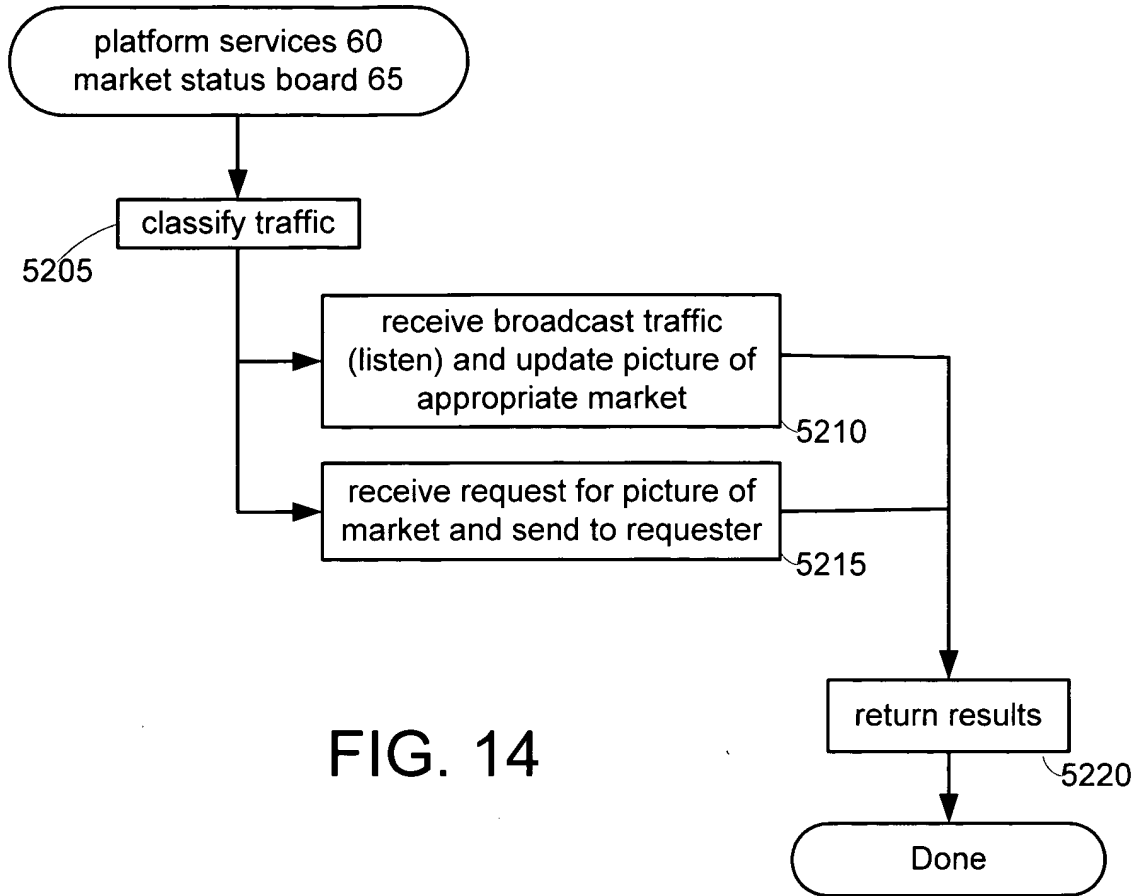 platform services 60
market status board 65
classify traffic
5205
receive broadcast traffic
(listen) and update picture of
appropriate market
5210
receive request for picture of
market and send to requester
5215
return results
5220
FIG. 14
Done